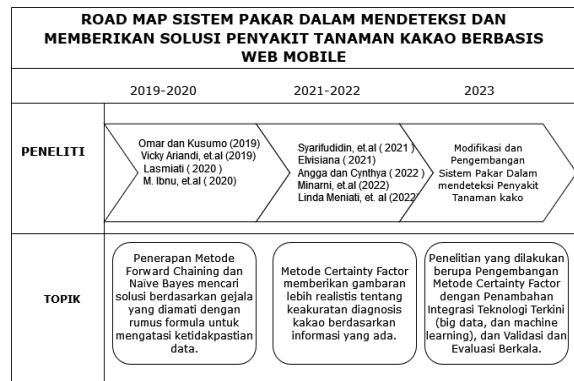 ROAD MAP SISTEM PAKAR DALAM MENDETEKSI DAN
MEMBERIKAN SOLUSI PENYAKIT TANAMAN KAKAO BERBASIS
WEB MOBILE
2019-2020
2021-2022
2023
PENELITI
Omar dan Kusumo (2019)
Vicky Ariandi, et.al (2019)
Lasmiati ( 2020 )
M. Ibnu, et.al ( 2020)
Syarifudidin, et.al ( 2021 )
Elvisiana ( 2021)
Angga dan Cynthya ( 2022 )
Minarni, et.al (2022)
Linda Meniati, et. al (2022)
Modifikasi dan
Pengembangan
Sistem Pakar Dalam
mendeteksi Penyakit
Tanaman kako
TOPIK
Penerapan Metode
Forward Chaining dan
Naïve Bayes mencari
solusi berdasarkan gejala
yang diamati dengan
rumus formula untuk
mengatasi ketidakpastian
data.
Metode Certainty Factor
memberikan gambaran
lebih realistis tentang
keakuratan diagnosis
kakao berdasarkan
informasi yang ada.
Penelitian yang dilakukan
berupa Pengembangan
Metode Certainty Factor
dengan Penambahan
Integrasi Teknologi Terkini
(big data, dan machine
learning), dan Validasi dan
Evaluasi Berkala.